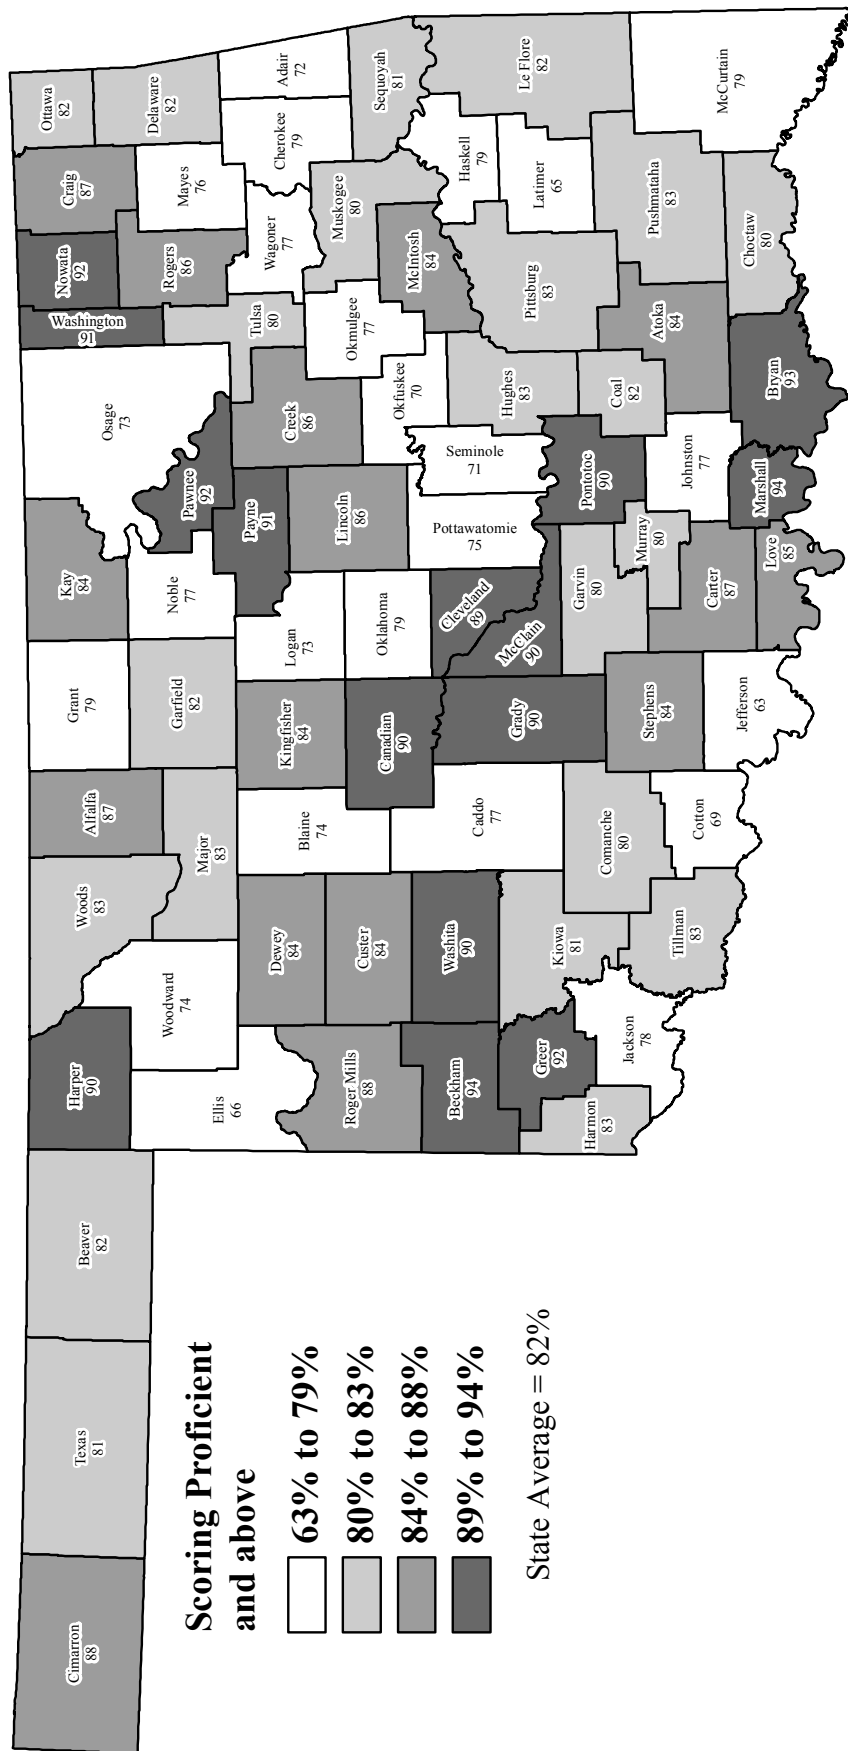 Cimarron
88
Texas
81
Beaver
82
Harper
90
Woods
83
Alfalfa
87
Grant
79
Kay
84
Osage
73
Washington
91
Nowata
92
Craig
87
Ottawa
82
Ellis
66
Woodward
74
Major
83
Garfield
82
Noble
77
Pawnee
92
Rogers
86
Mayes
76
Delaware
82
Roger Mills
88
Dewey
84
Blaine
74
Kingfisher
84
Logan
73
Payne
91
Creek
86
Tulsa
80
Wagoner
77
Cherokee
79
Adair
72
Custer
84
Canadian
90
Oklahoma
79
Lincoln
86
Okfuskee
70
Okmulgee
77
Muskogee
80
Sequoyah
81
Beckham
94
Washita
90
Caddo
77
Grady
90
McClain
90
Cleveland
89
Pottawatomie
75
Seminole
71
Hughes
83
McIntosh
84
Haskell
79
Le Flore
82
Harmon
83
Greer
92
Kiowa
81
Comanche
80
Garvin
80
Pontotoc
90
Coal
82
Pittsburg
83
Latimer
65
Jackson
78
Tillman
83
Cotton
69
Stephens
84
Murray
80
Carter
87
Johnston
77
Atoka
84
Pushmataha
83
McCurtain
79
Jefferson
63
Love
85
Marshall
94
Bryan
93
Choctaw
80
Scoring Proficient
and above
63% to 79%
80% to 83%
84% to 88%
89% to 94%
State Average = 82%